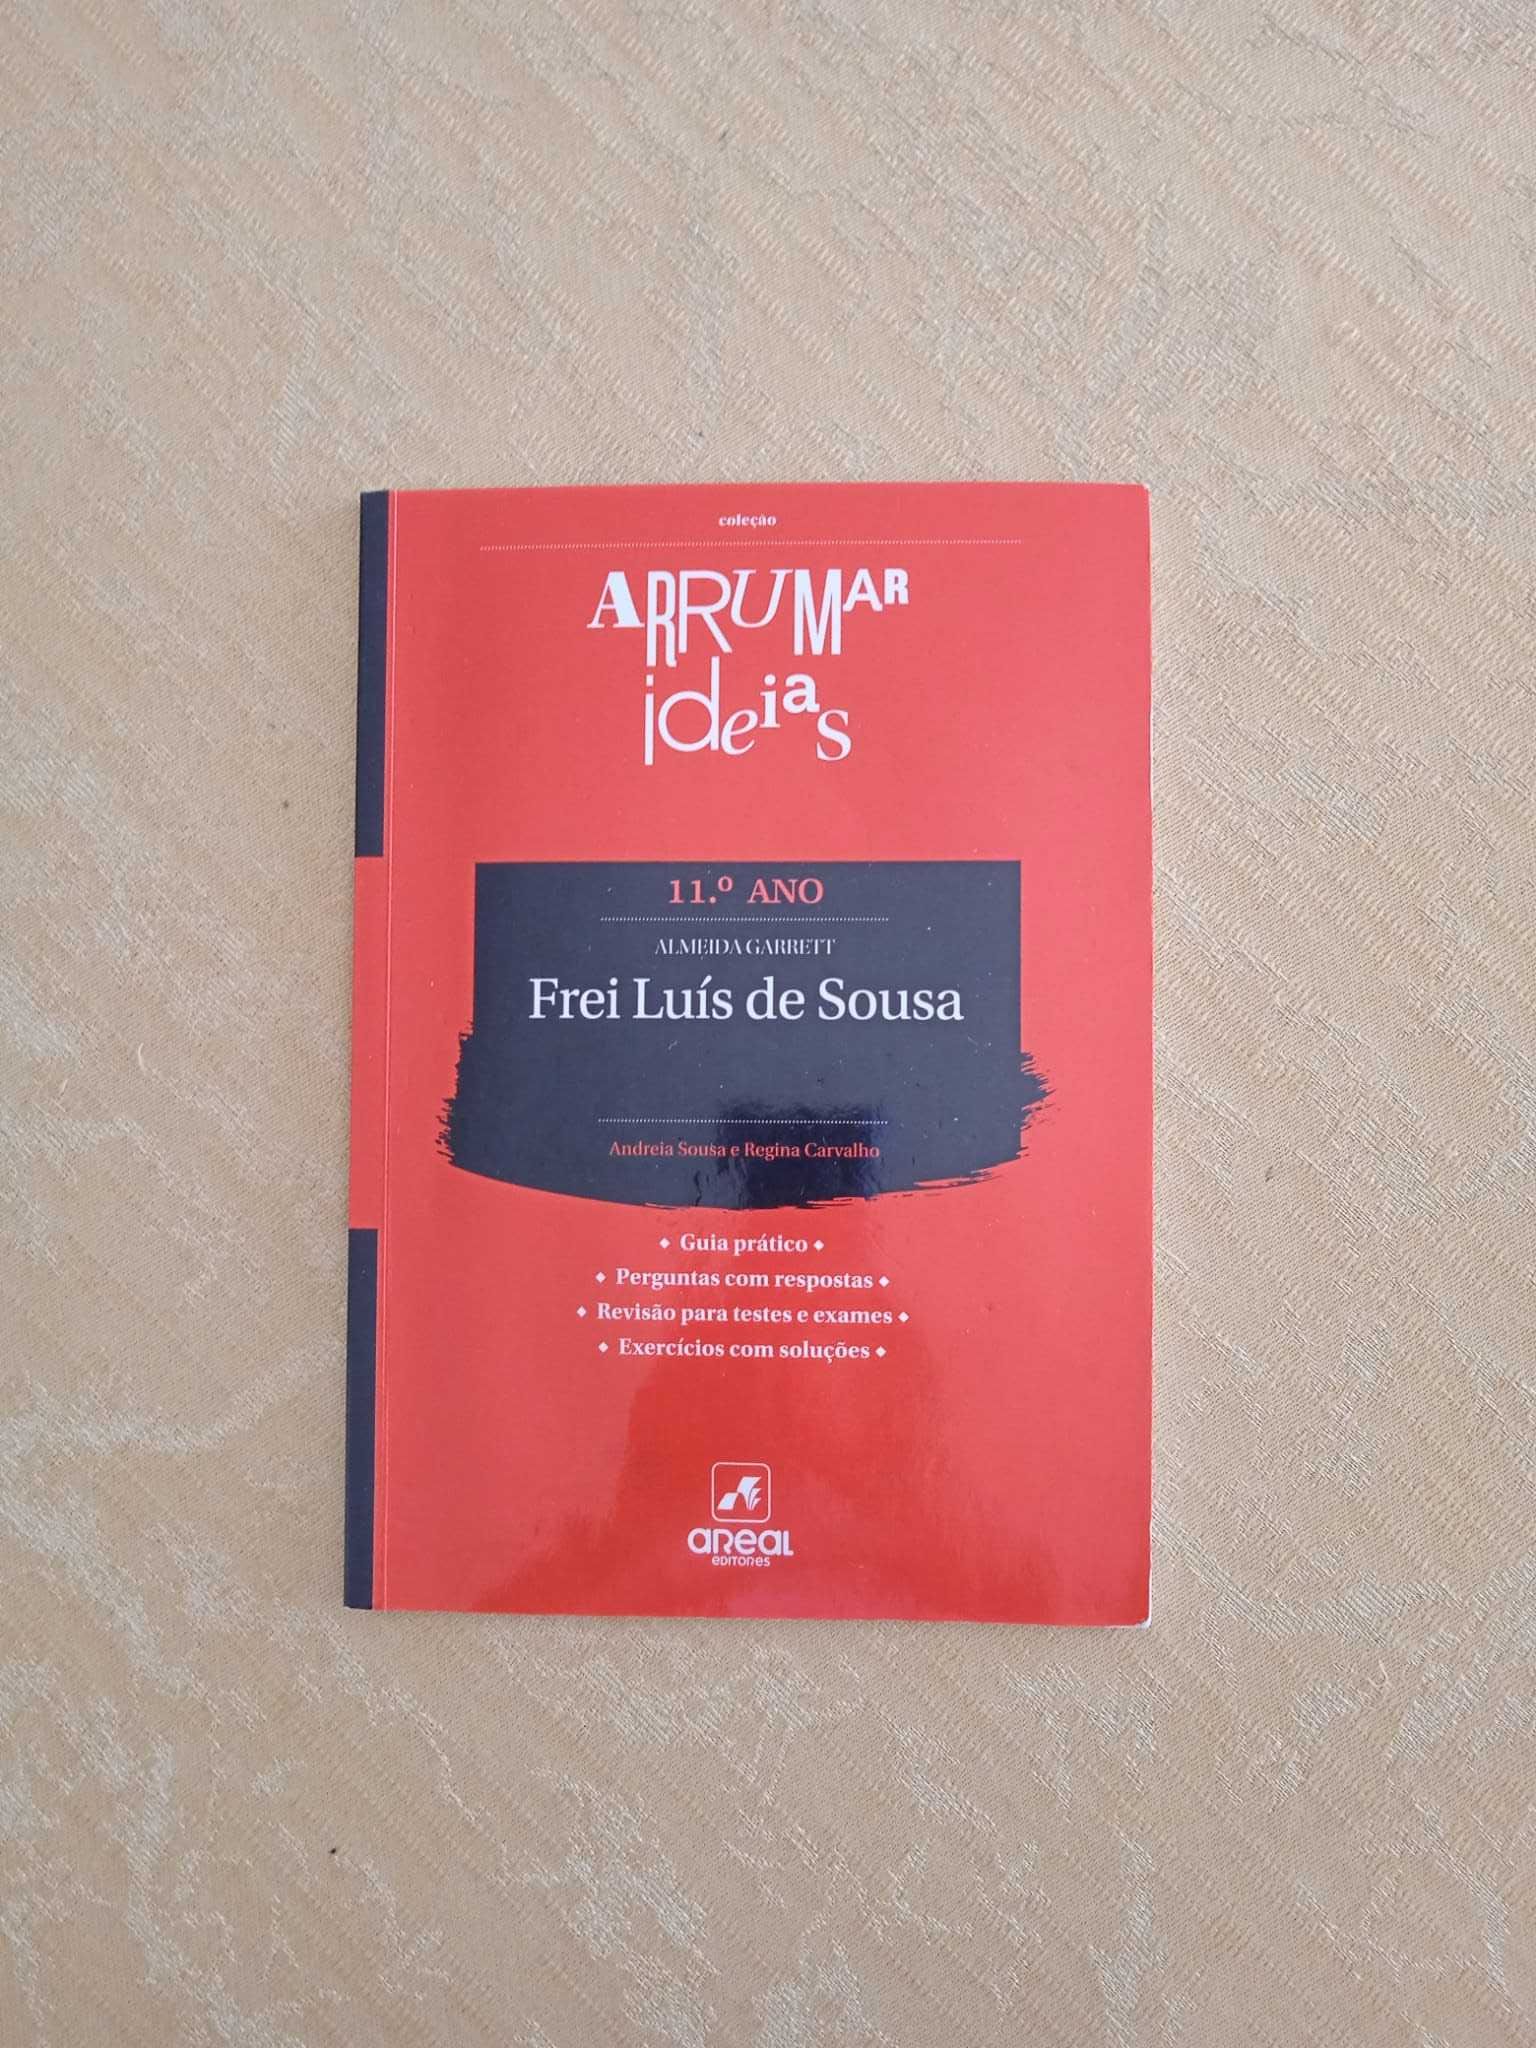 coleção
ARRUMAR
ideias
11.º ANO
ALMEIDA GARRETT
Frei Luís de Sousa
Andreia Sousa e Regina Carvalho
◆ Guia prático ◆
◆ Perguntas com respostas ◆
◆ Revisão para testes e exames ◆
◆ Exercícios com soluções ◆
AREAL
EDITORES